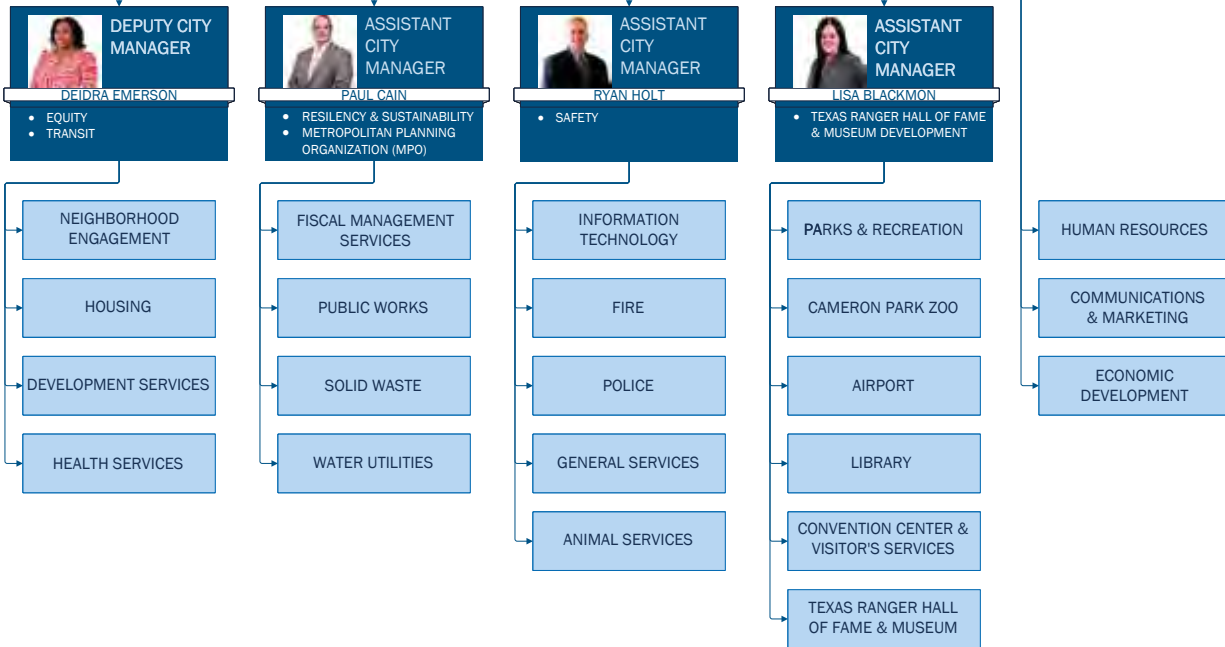 DEPUTY CITY
MANAGER
DEIDRA EMERSON
• EQUITY
• TRANSIT
NEIGHBORHOOD
ENGAGEMENT
HOUSING
DEVELOPMENT SERVICES
HEALTH SERVICES
ASSISTANT
CITY
MANAGER
PAUL CAIN
• RESILENCY & SUSTAINABILITY
• METROPOLITAN PLANNING
ORGANIZATION (MPO)
FISCAL MANAGEMENT
SERVICES
PUBLIC WORKS
SOLID WASTE
WATER UTILITIES
ASSISTANT
CITY
MANAGER
RYAN HOLT
• SAFETY
INFORMATION
TECHNOLOGY
FIRE
POLICE
GENERAL SERVICES
ANIMAL SERVICES
ASSISTANT
CITY
MANAGER
LISA BLACKMON
• TEXAS RANGER HALL OF FAME
& MUSEUM DEVELOPMENT
PARKS & RECREATION
CAMERON PARK ZOO
AIRPORT
LIBRARY
CONVENTION CENTER &
VISITOR'S SERVICES
TEXAS RANGER HALL
OF FAME & MUSEUM
HUMAN RESOURCES
COMMUNICATIONS
& MARKETING
ECONOMIC
DEVELOPMENT